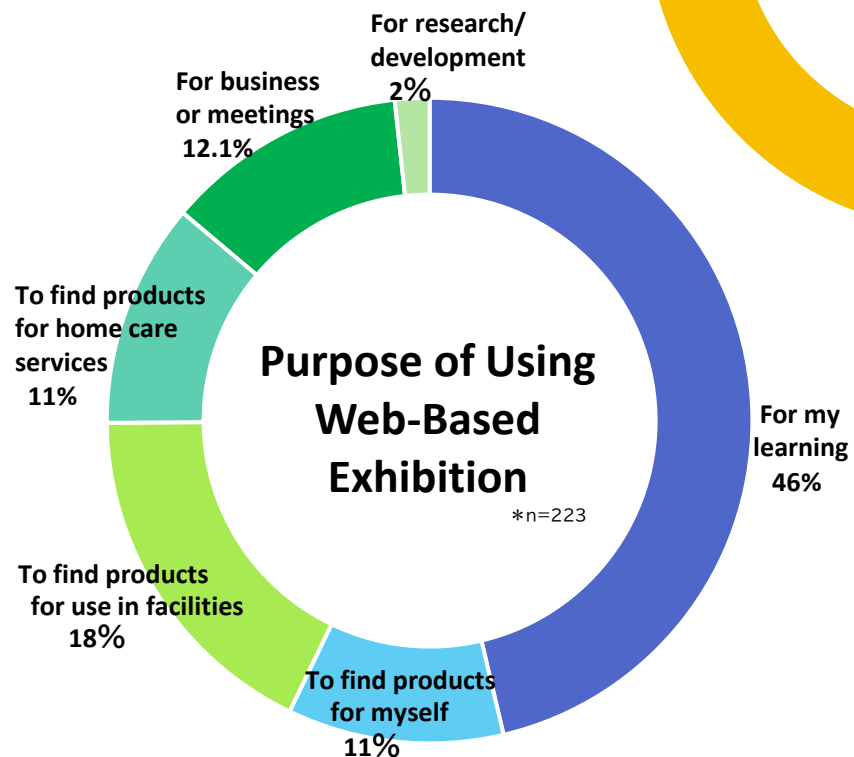 For research/
development
2%
For business
or meetings
12.1%
To find products
for home care
services
11%
Purpose of Using
Web-Based
Exhibition
*n=223
For my
learning
46%
To find products
for use in facilities
18%
To find products
for myself
11%